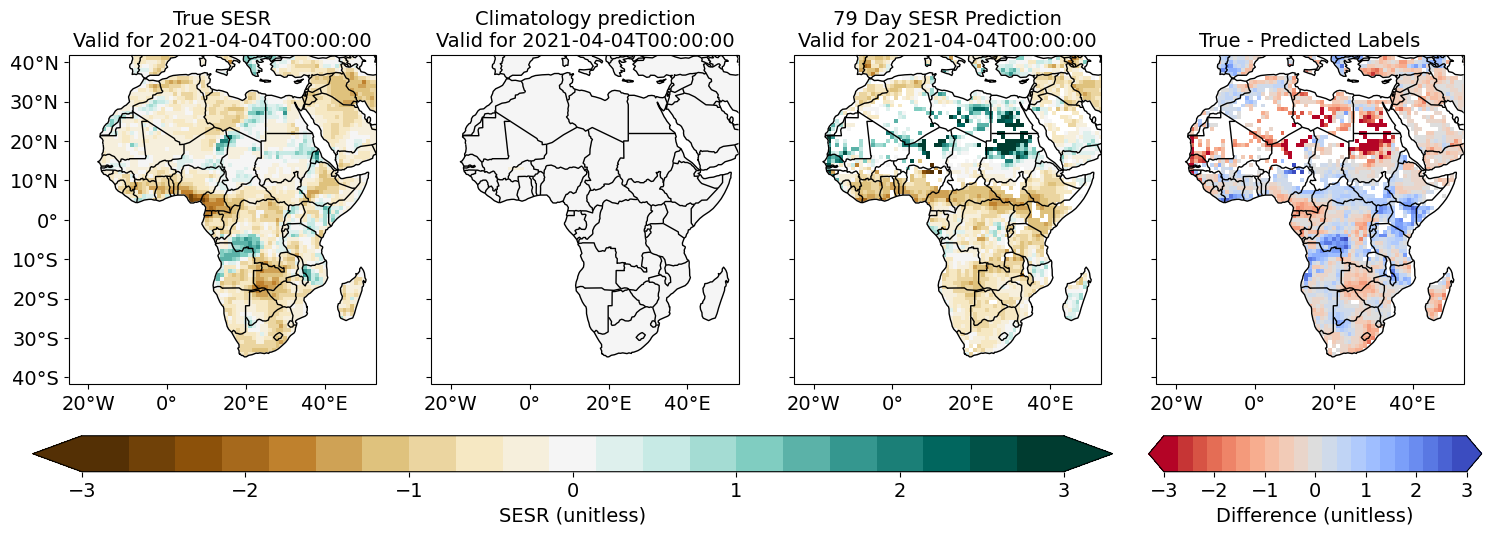 True SESR
Valid for 2021-04-04T00:00:00
Climatology prediction
Valid for 2021-04-04T00:00:00
79 Day SESR Prediction
Valid for 2021-04-04T00:00:00
True - Predicted Labels
40°N
30°N
20°N
10°N
0°
10°S
20°S
30°S
40°S
20°W 0° 20°E 40°E
20°W 0° 20°E 40°E
20°W 0° 20°E 40°E
20°W 0° 20°E 40°E
−3 −2 −1 0 1 2 3
SESR (unitless)
−3 −2 −1 0 1 2 3
Difference (unitless)